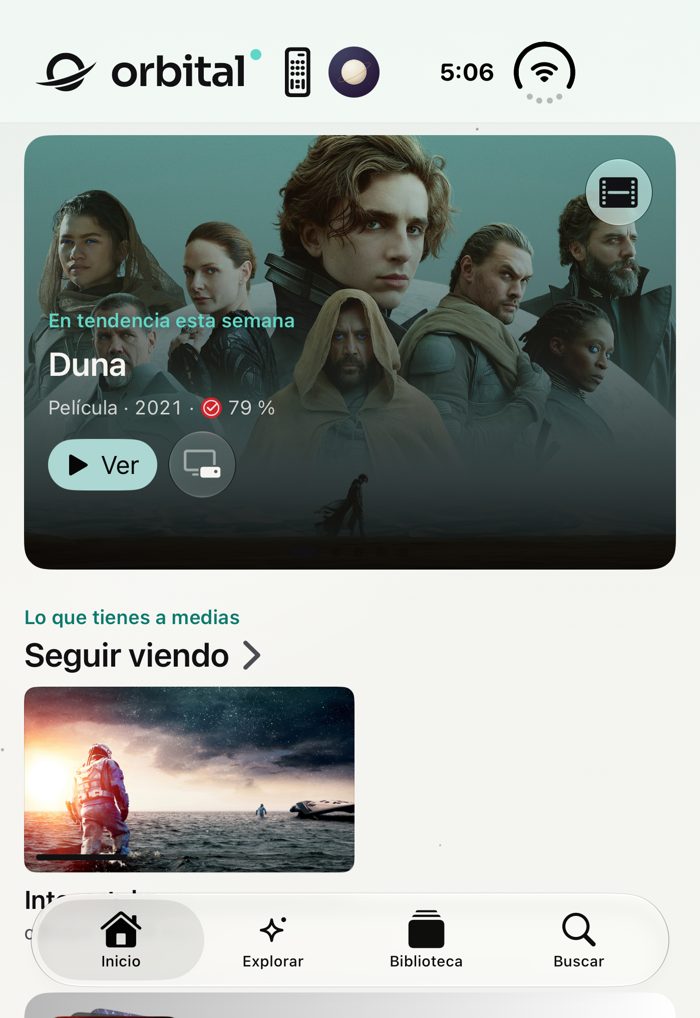 orbital
5:06
En tendencia esta semana
Duna
Película · 2021 · 79 %
Ver
Lo que tienes a medias
Seguir viendo
Inicio
Explorar
Biblioteca
Buscar